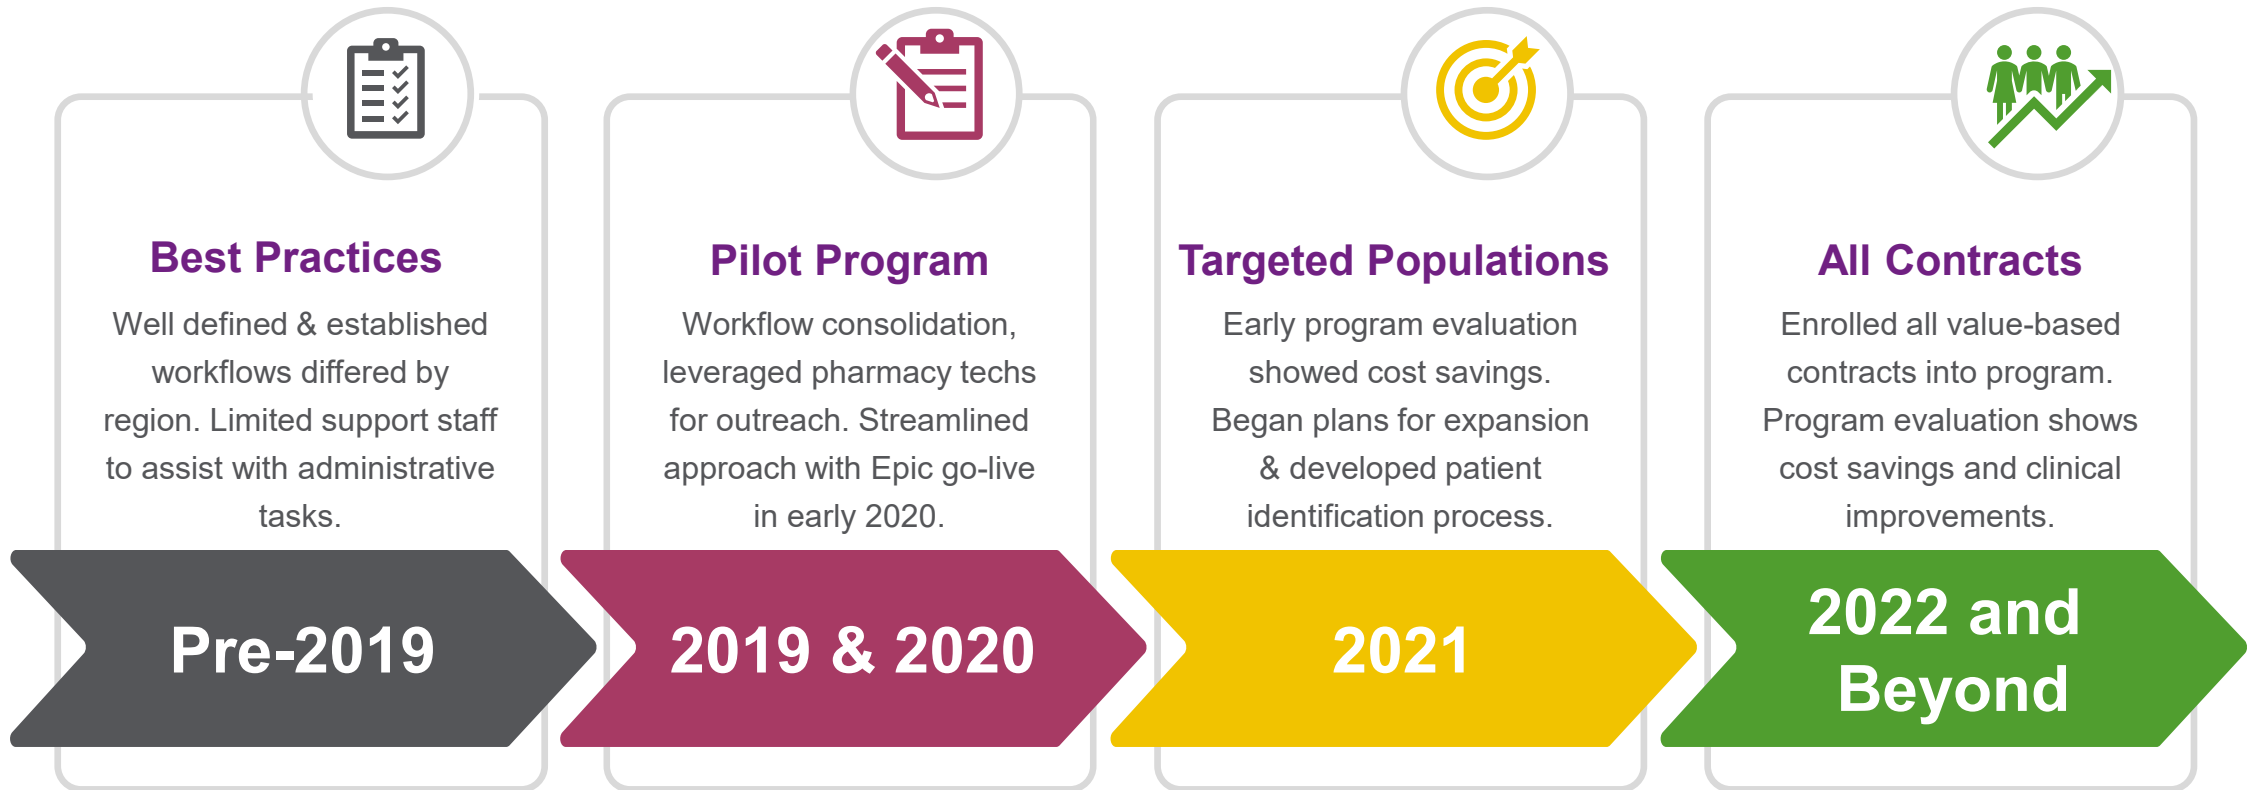 Best Practices
Well defined & established
workflows differed by
region. Limited support staff
to assist with administrative
tasks.
Pre-2019
Pilot Program
Workflow consolidation,
leveraged pharmacy techs
for outreach. Streamlined
approach with Epic go-live
in early 2020.
2019 & 2020
Targeted Populations
Early program evaluation
showed cost savings.
Began plans for expansion
& developed patient
identification process.
2021
All Contracts
Enrolled all value-based
contracts into program.
Program evaluation shows
cost savings and clinical
improvements.
2022 and
Beyond